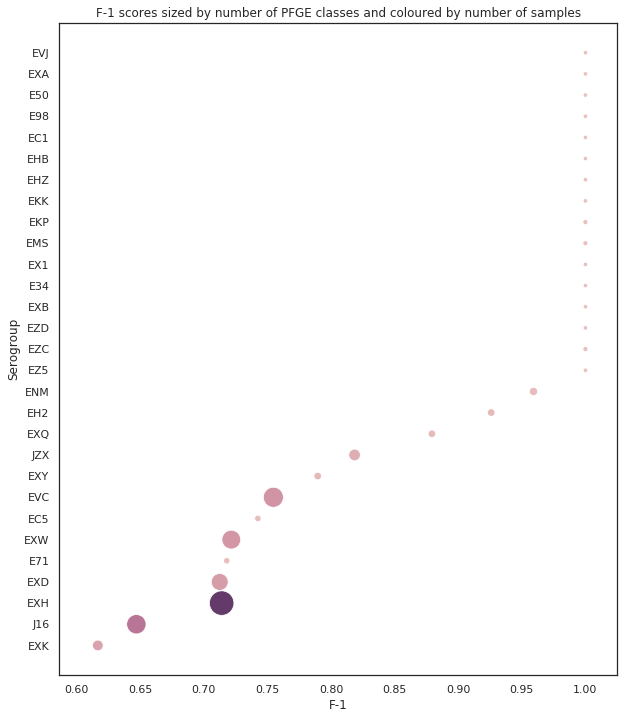 F-1 scores sized by number of PFGE classes and coloured by number of samples
EVJ
EXA
E50
E98
EC1
EHB
EHZ
EKK
EKP
EMS
EX1
E34
EXB
EZD
EZC
EZ5
ENM
EH2
EXQ
JZX
EXY
EVC
EC5
EXW
E71
EXD
EXH
J16
EXK
Serogroup
0.60 0.65 0.70 0.75 0.80 0.85 0.90 0.95 1.00
F-1